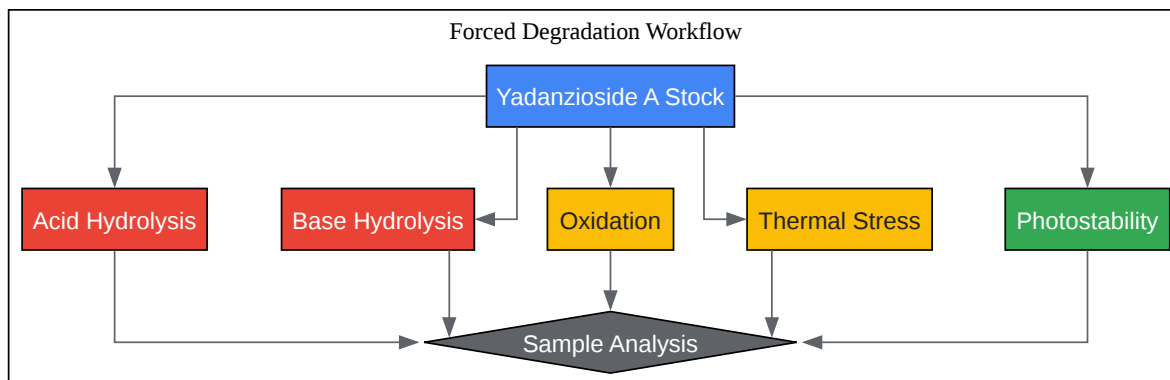 Forced Degradation Workflow
Yadanzioside A Stock
Acid Hydrolysis
Base Hydrolysis
Oxidation
Thermal Stress
Photostability
Sample Analysis